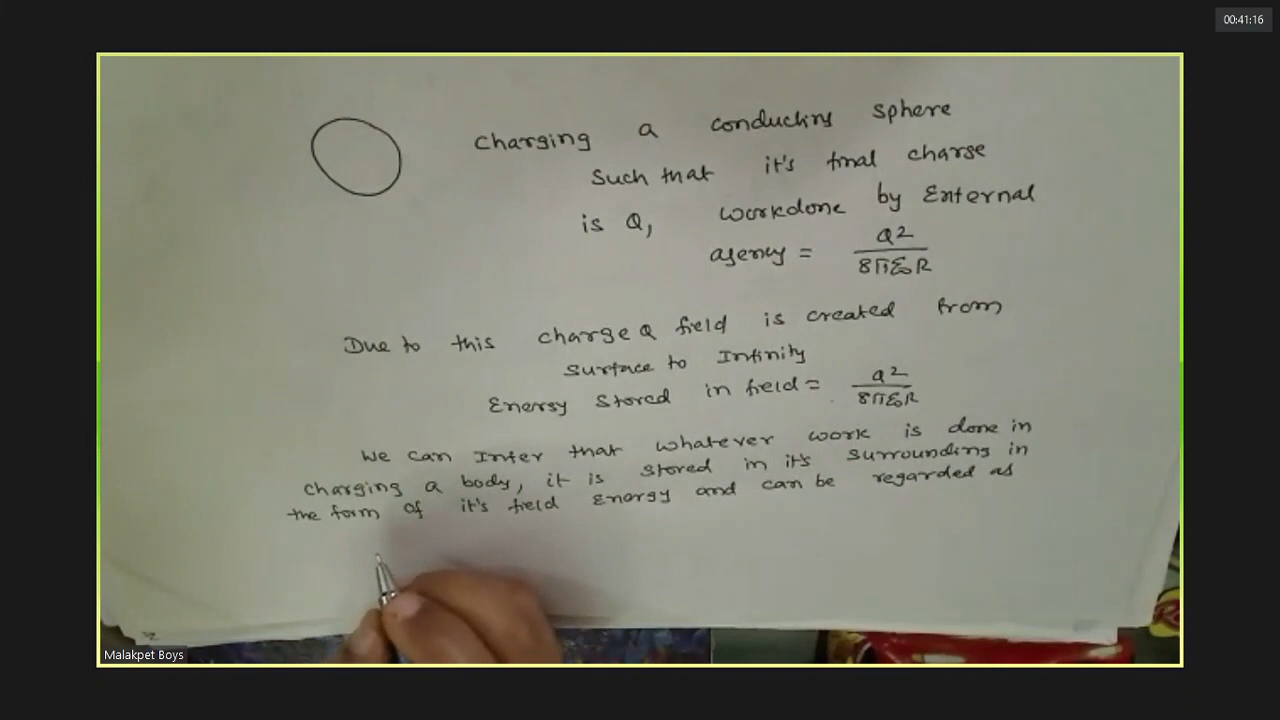 00:41:16
Charging a conducting sphere
such that it's final charge
is Q, workdone by External
agency = Q2 / 8πε0R
Due to this charge Q field is created from
surface to Infinity
Energy stored in field = Q2 / 8πε0R
We can Infer that whatever work is done in
charging a body, it is stored in it's surrounding in
the form of it's field Energy and can be regarded as
Malakpet Boys